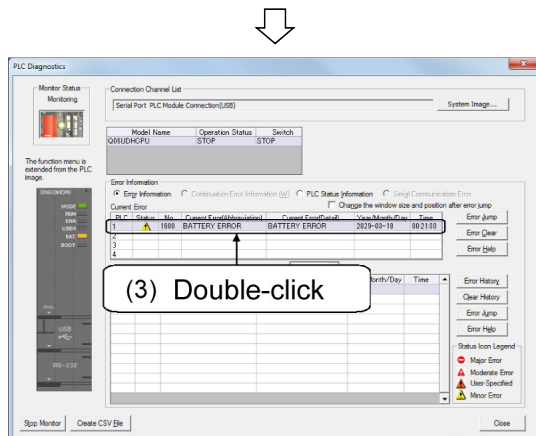 PLC Diagnostics
Monitor Status
Monitoring
The function menu is
extended from the PLC
image.
Connection Channel List
Serial Port PLC Module Connection(USB)
System Image...
Model Name Operation Status Switch
Q06UDHCPU STOP STOP
Error Information
Error Information Continuation Error Information (W) PLC Status Information Serial Communication Error
Current Error Change the window size and position after error jump
PLC Status No. Current Error(Abbreviation) Current Error(Detail) Year/Month/Day Time
1 1600 BATTERY ERROR BATTERY ERROR 2029-03-18 00:21:00
2
3
4
Error Jump
Error Clear
Error Help
(3) Double-click
Month/Day Time
Error History
Clear History
Error Jump
Error Help
Status Icon Legend
Major Error
Moderate Error
User-Specified
Minor Error
Q06UDHCPU
MODE
RUN
ERR
USER
BAT
BOOT
PULL
USB
RS-232
Stop Monitor Create CSV File Close